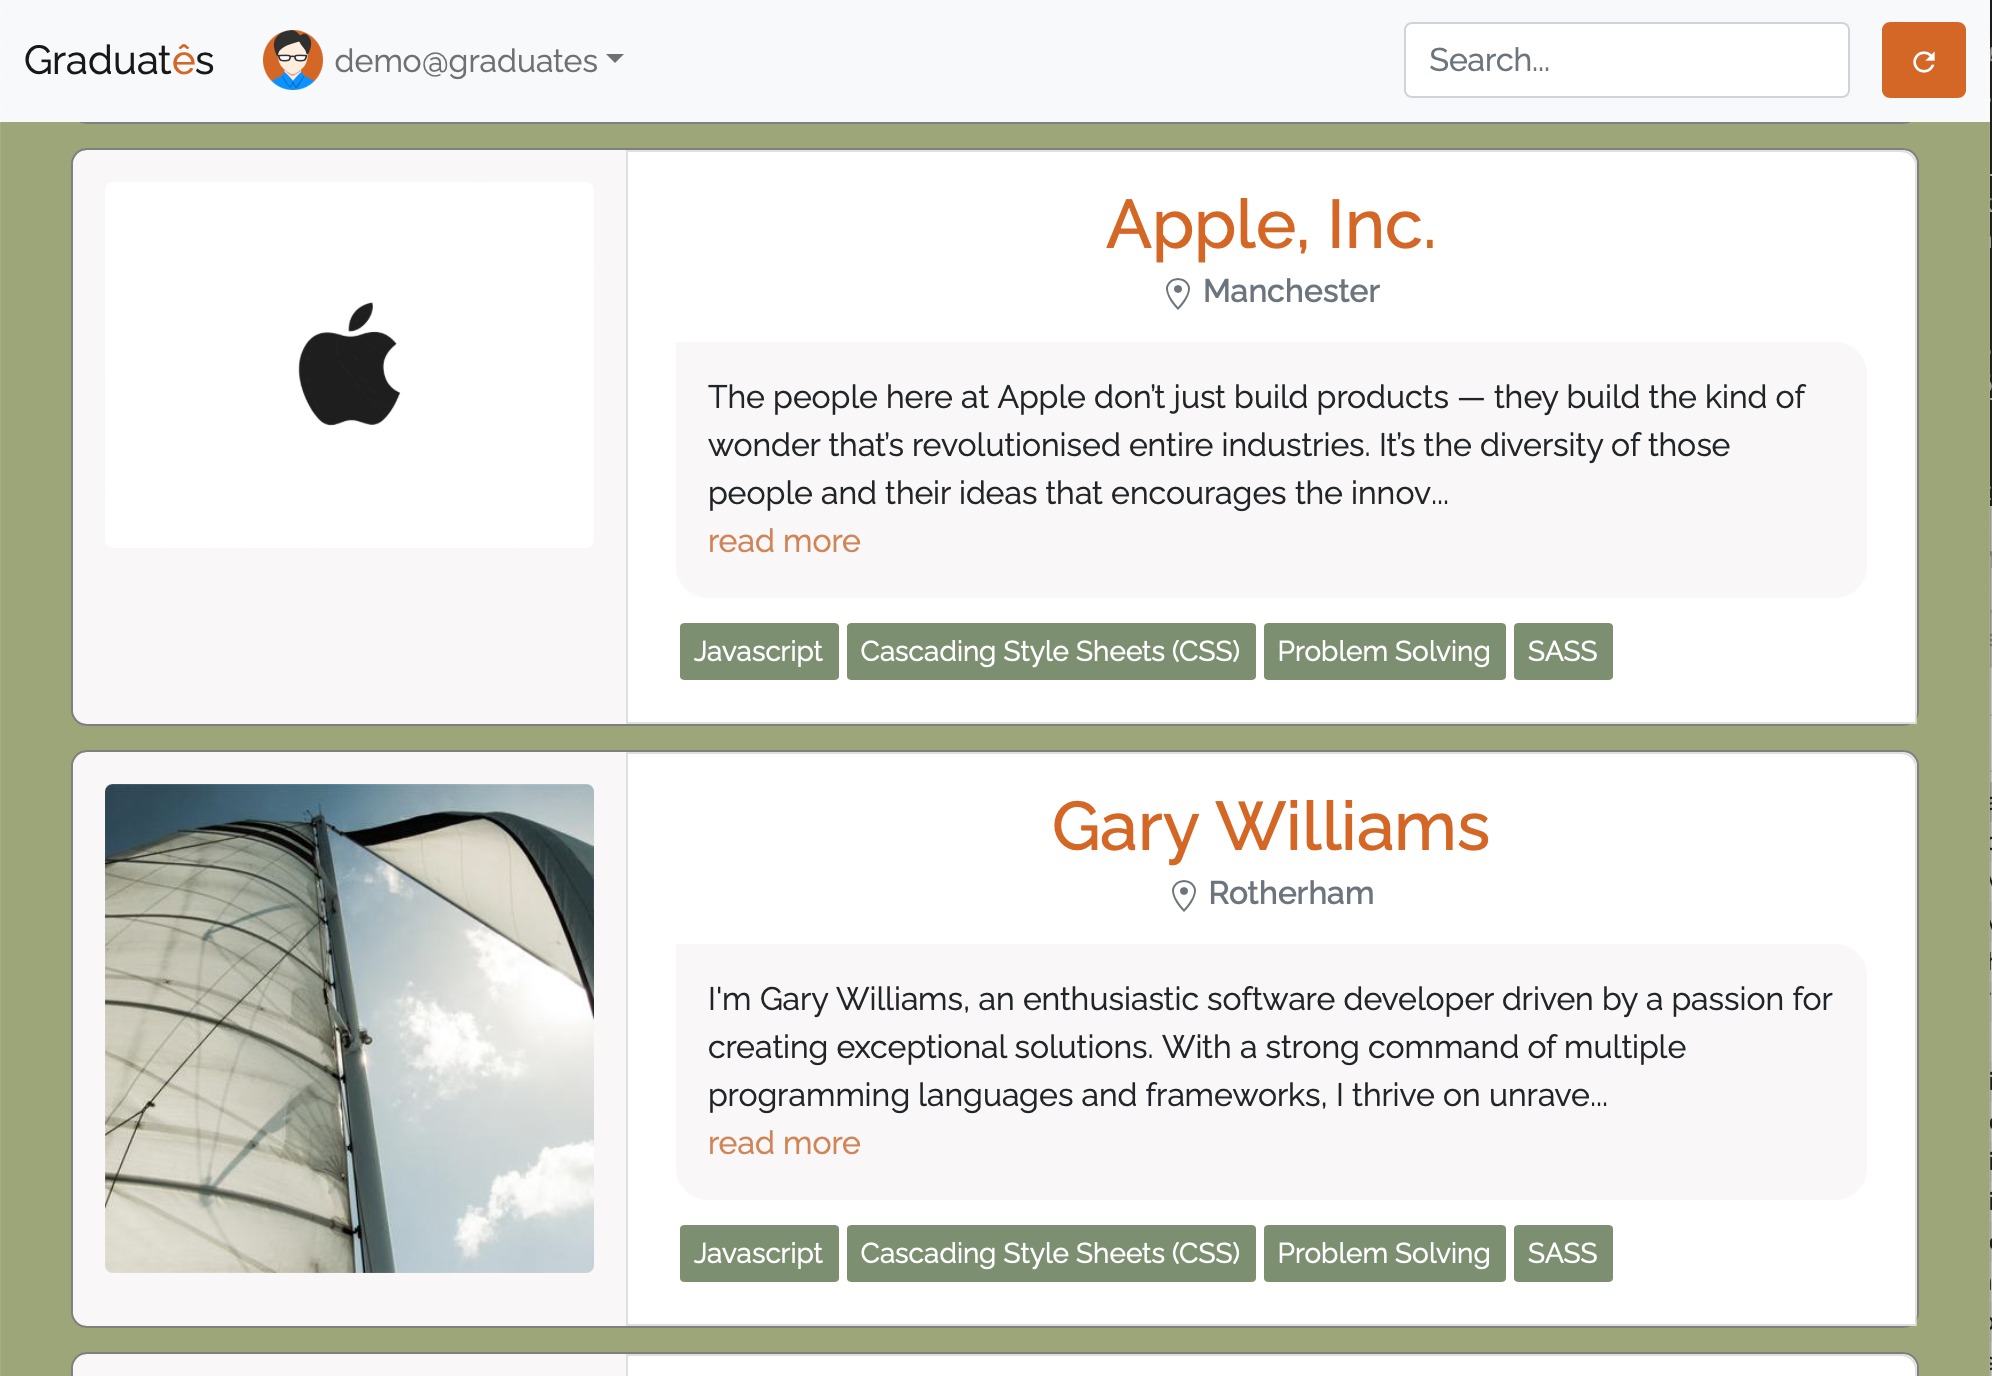 Graduatês
demo@graduates
Search...
Apple, Inc.
Manchester
The people here at Apple don’t just build products — they build the kind of
wonder that’s revolutionised entire industries. It’s the diversity of those
people and their ideas that encourages the innov...
read more
Javascript Cascading Style Sheets (CSS) Problem Solving SASS
Gary Williams
Rotherham
I'm Gary Williams, an enthusiastic software developer driven by a passion for
creating exceptional solutions. With a strong command of multiple
programming languages and frameworks, I thrive on unrave...
read more
Javascript Cascading Style Sheets (CSS) Problem Solving SASS